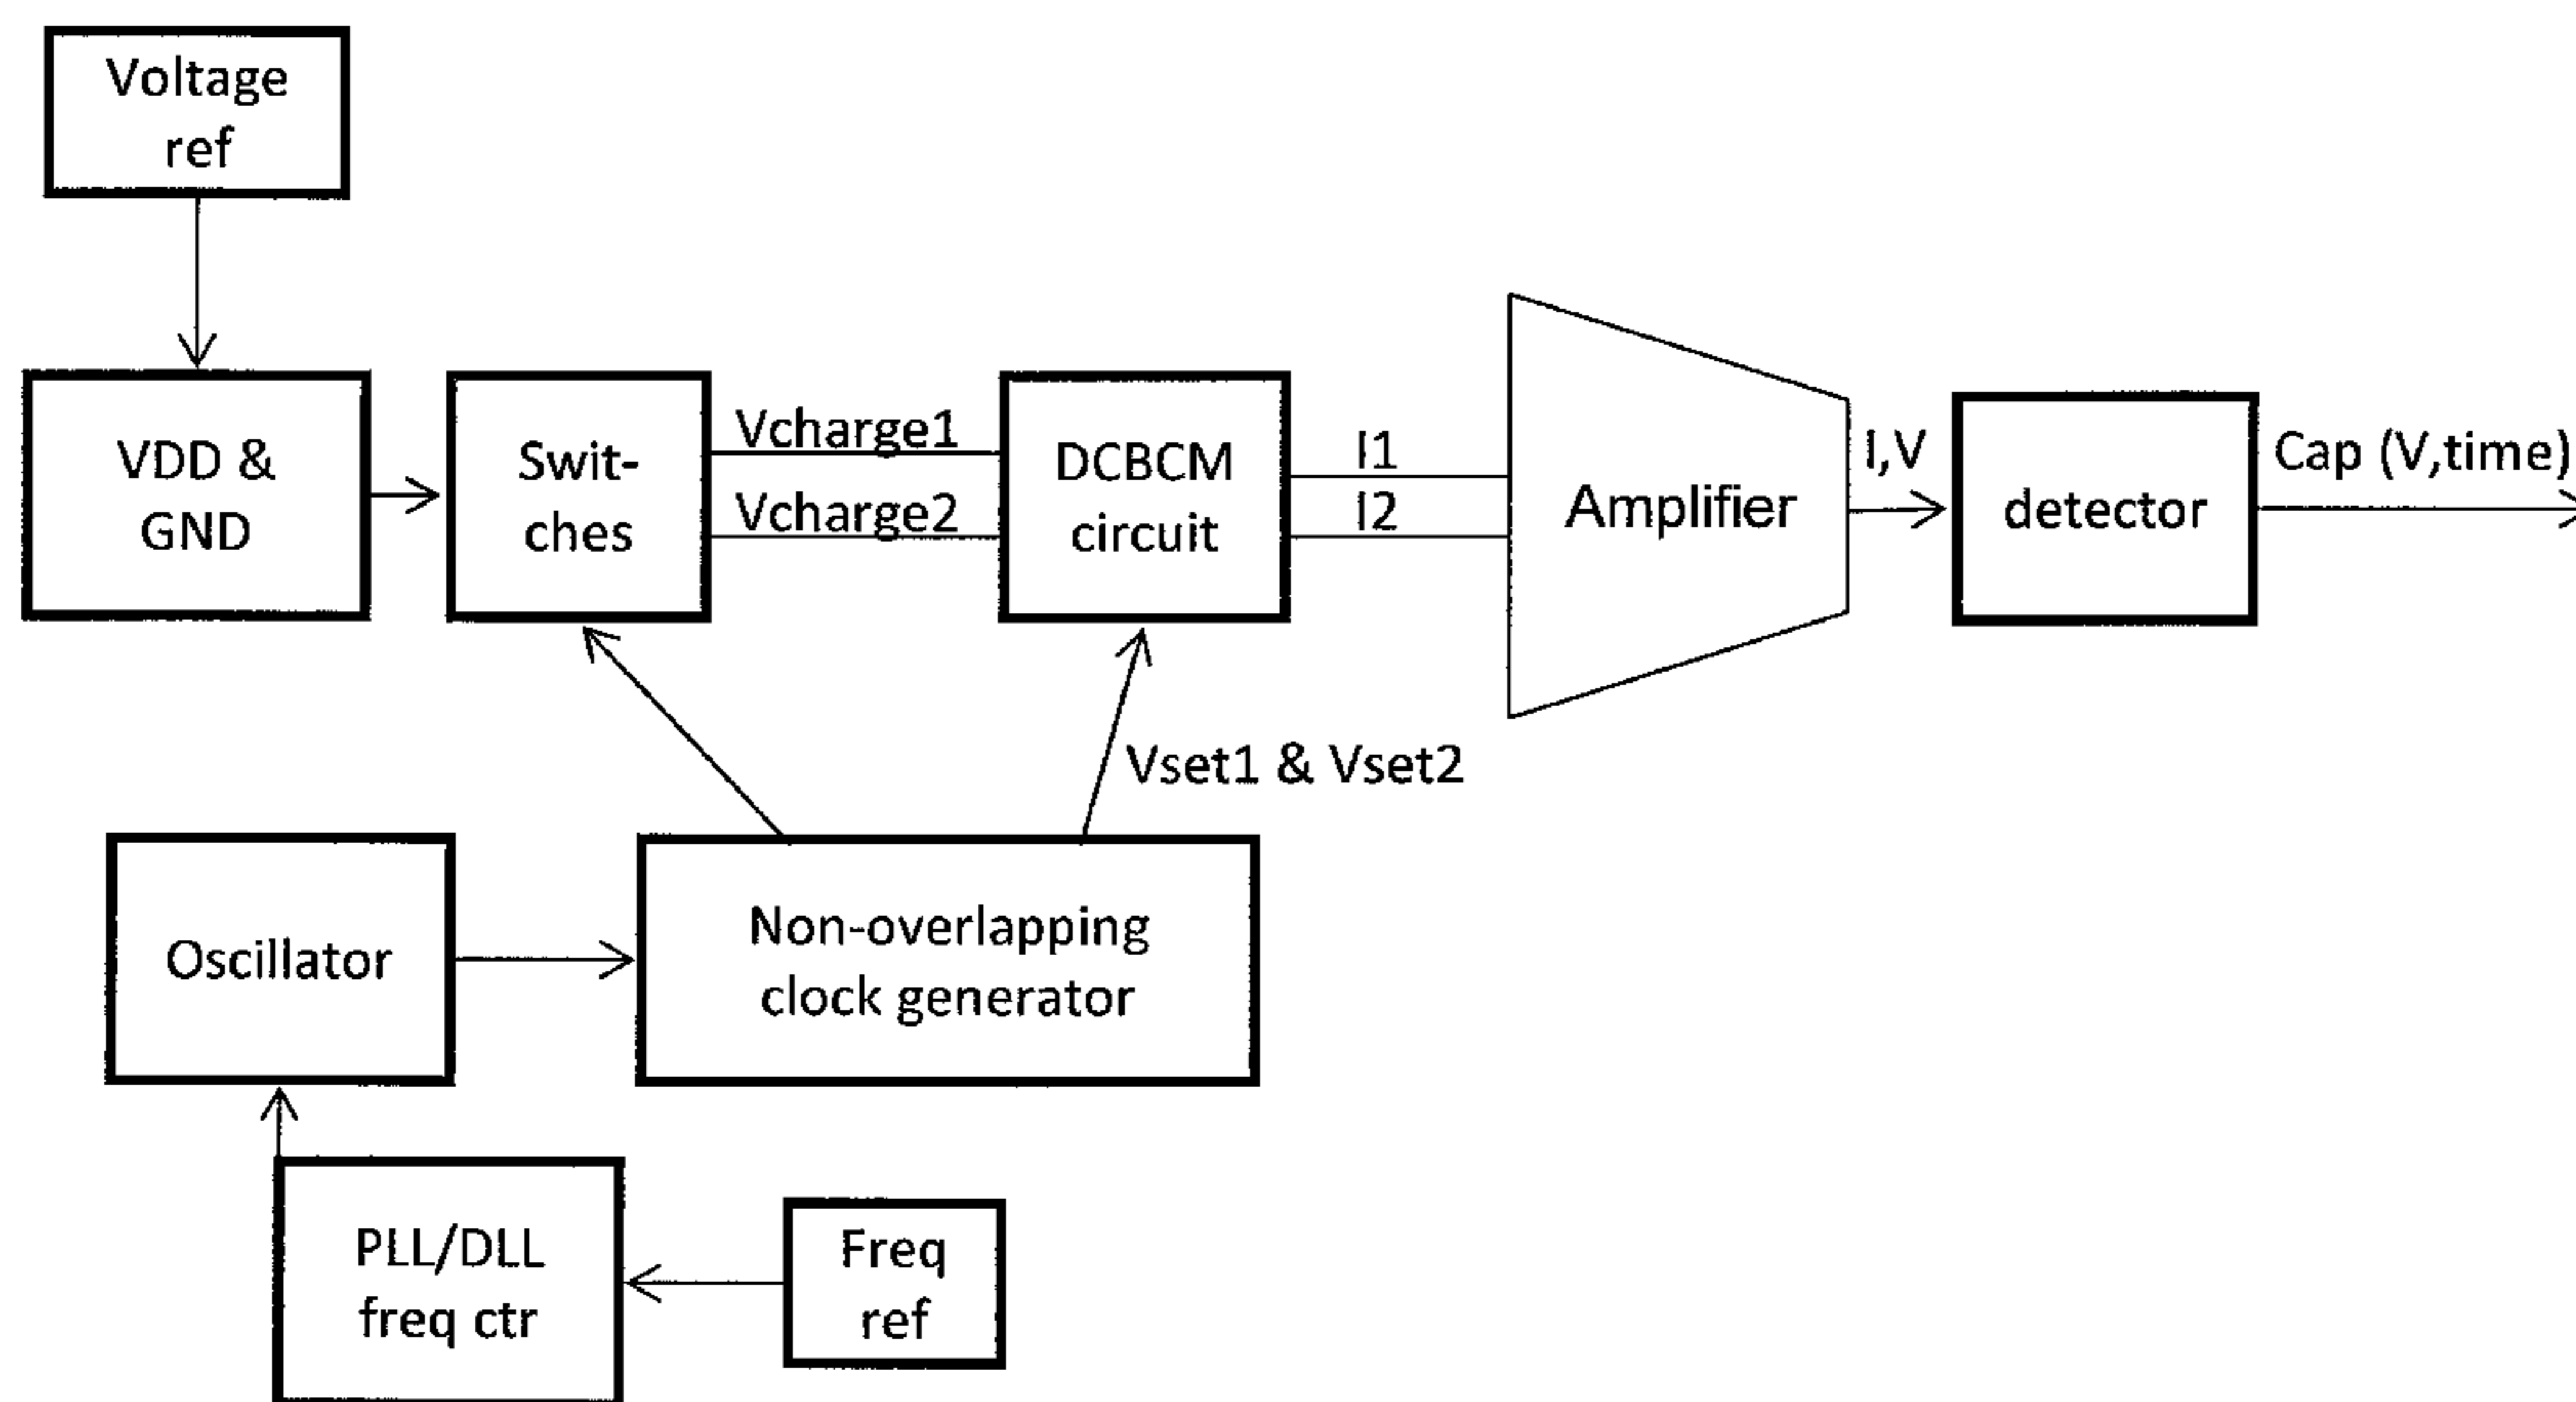 Voltage
ref
VDD &
GND
Swit-
ches
Vcharge1
Vcharge2
DCBCM
circuit
I1
I2
Amplifier
I,V
detector
Cap (V,time)
Vset1 & Vset2
Oscillator
Non-overlapping
clock generator
PLL/DLL
freq ctr
Freq
ref